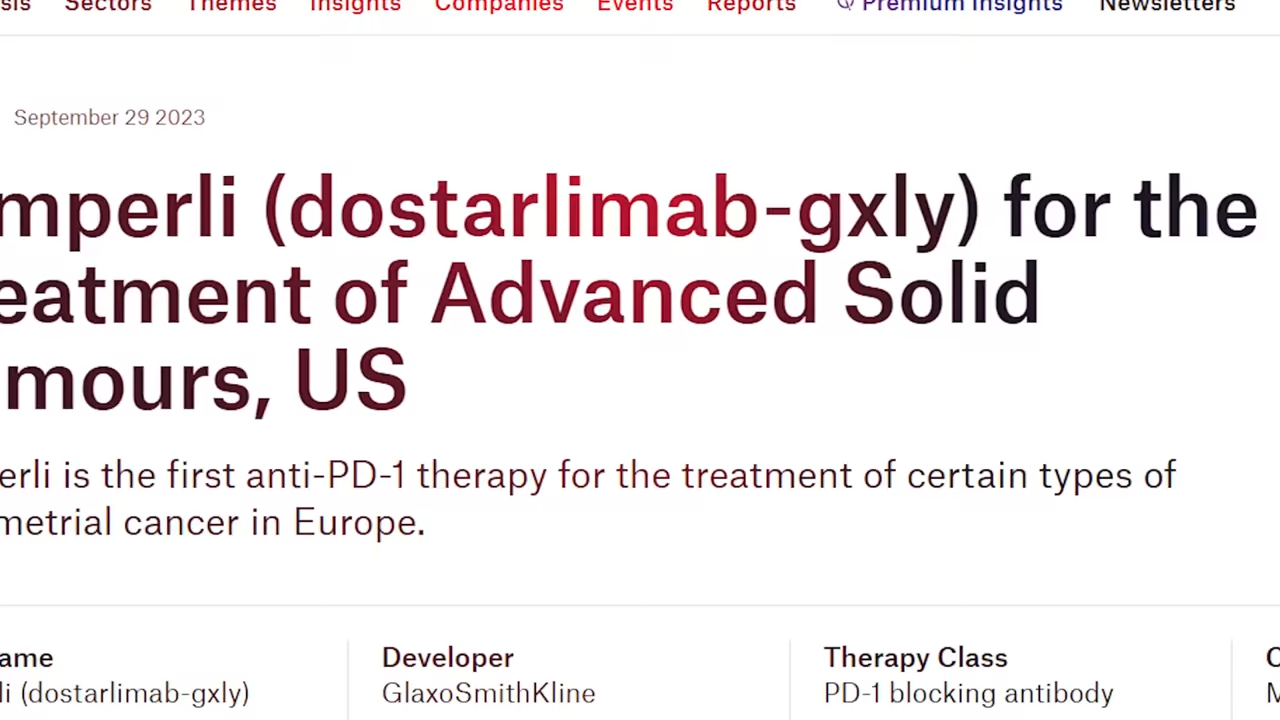 sis Sectors Themes Insights Companies Events Reports Premium Insights Newsletters
September 29 2023
mperli (dostarlimab-gxly) for the
eatment of Advanced Solid
mours, US
erli is the first anti-PD-1 therapy for the treatment of certain types of
metrial cancer in Europe.
ame Developer Therapy Class
li (dostarlimab-gxly) GlaxoSmithKline PD-1 blocking antibody